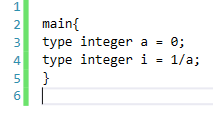 1
2 main{
3 type integer a = 0;
4 type integer i = 1/a;
5 }
6